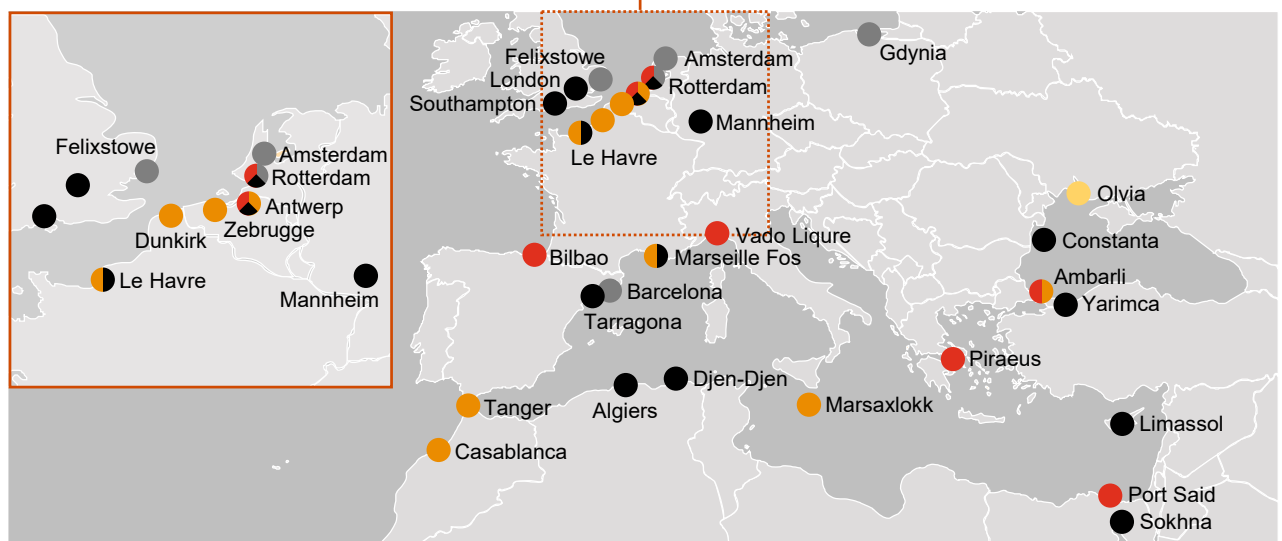 Felixstowe
Amsterdam
Rotterdam
Antwerp
Zebrugge
Dunkirk
Le Havre
Mannheim
Felixstowe
London
Southampton
Amsterdam
Rotterdam
Mannheim
Le Havre
Gdynia
Olvia
Constanta
Ambarli
Yarimca
Vado Liqure
Bilbao
Marseille Fos
Barcelona
Tarragona
Piraeus
Djen-Djen
Algiers
Tanger
Marsaxlokk
Casablanca
Limassol
Port Said
Sokhna